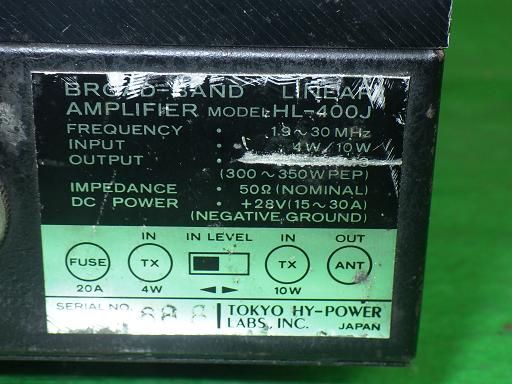 BROAD-BAND LINEAR
AMPLIFIER MODEL: HL-400J
FREQUENCY : 1.9~30 MHz
INPUT : 4W/10W
OUTPUT :
(300~350W PEP)
IMPEDANCE : 50Ω (NOMINAL)
DC POWER : +28V (15~30A)
(NEGATIVE GROUND)
IN IN LEVEL IN OUT
FUSE TX TX ANT
20A 4W ◄► 10W
SERIAL NO. TOKYO HY-POWER
LABS., INC. JAPAN